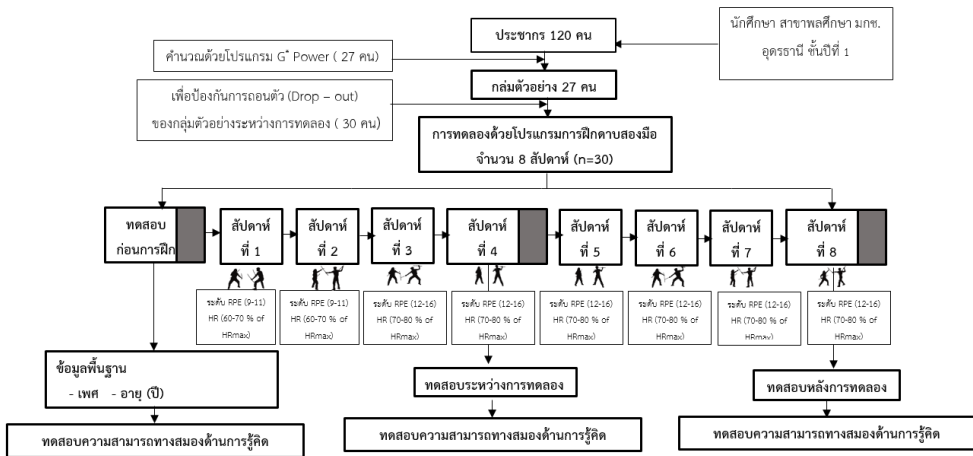 ประชากร 120 คน
นักศึกษา สาขาพลศึกษา มกช.
อุดรธานี ชั้นปีที่ 1
คำนวณด้วยโปรแกรม G* Power ( 27 คน)
กล่มตัวอย่าง 27 คน
เพื่อป้องกันการถอนตัว (Drop – out)
ของกลุ่มตัวอย่างระหว่างการทดลอง ( 30 คน)
การทดลองด้วยโปรแกรมการฝึกดาบสองมือ
จำนวน 8 สัปดาห์ (n=30)
ทดสอบ
ก่อนการฝึก
สัปดาห์
ที่ 1
สัปดาห์
ที่ 2
สัปดาห์
ที่ 3
สัปดาห์
ที่ 4
สัปดาห์
ที่ 5
สัปดาห์
ที่ 6
สัปดาห์
ที่ 7
สัปดาห์
ที่ 8
ระดับ RPE (9-11)
HR (60-70 % of
HRmax)
ระดับ RPE (9-11)
HR (60-70 % of
HRmax)
ระดับ RPE (12-16)
HR (70-80 % of
HRmax)
ระดับ RPE (12-16)
HR (70-80 % of
HRmax)
ระดับ RPE (12-16)
HR (70-80 % of
HRmax)
ระดับ RPE (12-16)
HR (70-80 % of
HRmax)
ระดับ RPE (12-16)
HR (70-80 % of
HRmax)
ระดับ RPE (12-16)
HR (70-80 % of
HRmax)
ข้อมูลพื้นฐาน
- เพศ - อายุ (ปี)
ทดสอบระหว่างการทดลอง
ทดสอบหลังการทดลอง
ทดสอบความสามารถทางสมองด้านการรู้คิด
ทดสอบความสามารถทางสมองด้านการรู้คิด
ทดสอบความสามารถทางสมองด้านการรู้คิด